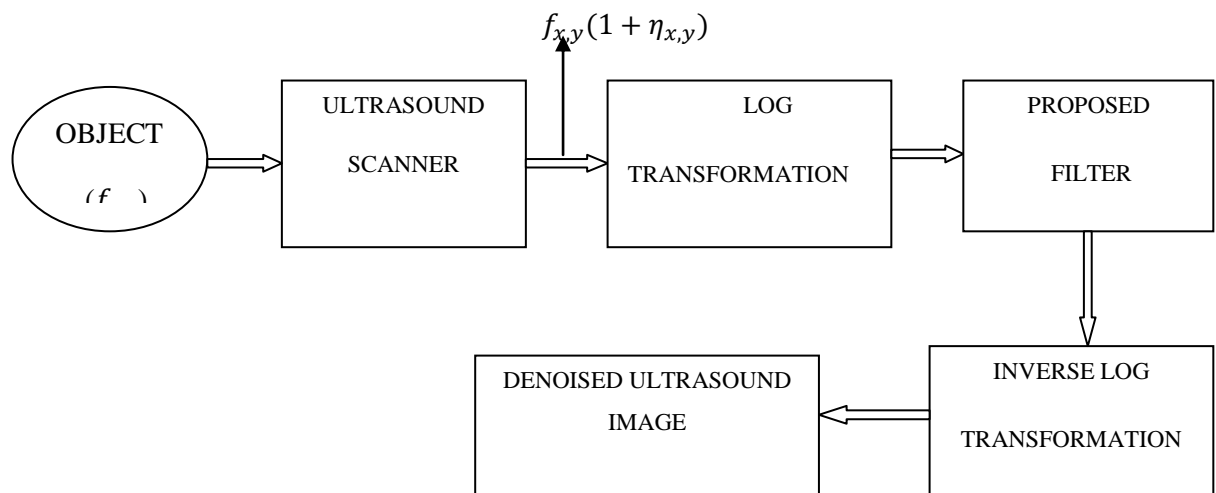 f_{x,y}(1 + η_{x,y})
OBJECT
(f )
ULTRASOUND
SCANNER
LOG
TRANSFORMATION
PROPOSED
FILTER
INVERSE LOG
TRANSFORMATION
DENOISED ULTRASOUND
IMAGE